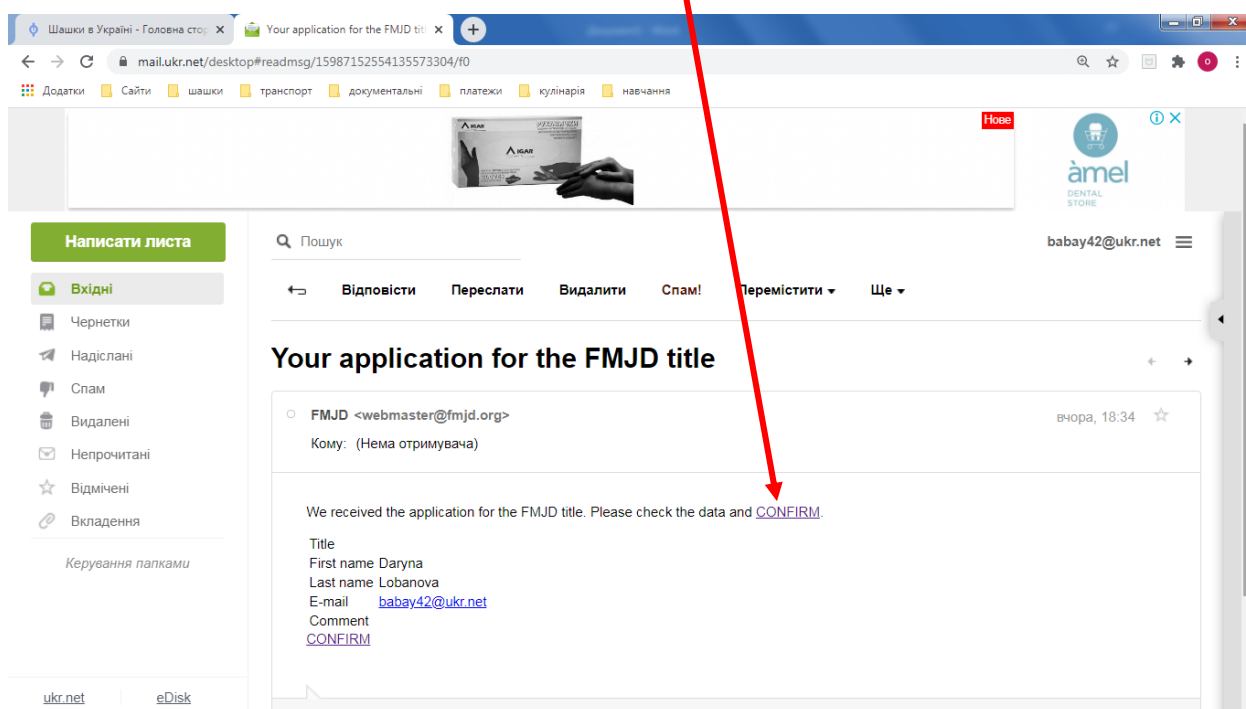 Шашки в Україні - Головна стор
Your application for the FMJD titl
mail.ukr.net/desktop#readmsg/15987152554135573304/f0
Додатки Сайти шашки транспорт документальні платежи кулінарія навчання
IGAR
IGAR
Нове
àmel
DENTAL
STORE
Написати листа
Пошук
babay42@ukr.net
Вхідні
Відповісти Переслати Видалити Спам! Перемістити Ще
Чернетки
Надіслані
Your application for the FMJD title
Спам
Видалені
FMJD <webmaster@fmjd.org>
вчора, 18:34
Кому: (Нема отримувача)
Непрочитані
Відмічені
Вкладення
Керування папками
We received the application for the FMJD title. Please check the data and CONFIRM.
Title
First name Daryna
Last name Lobanova
E-mail babay42@ukr.net
Comment
CONFIRM
ukr.net eDisk